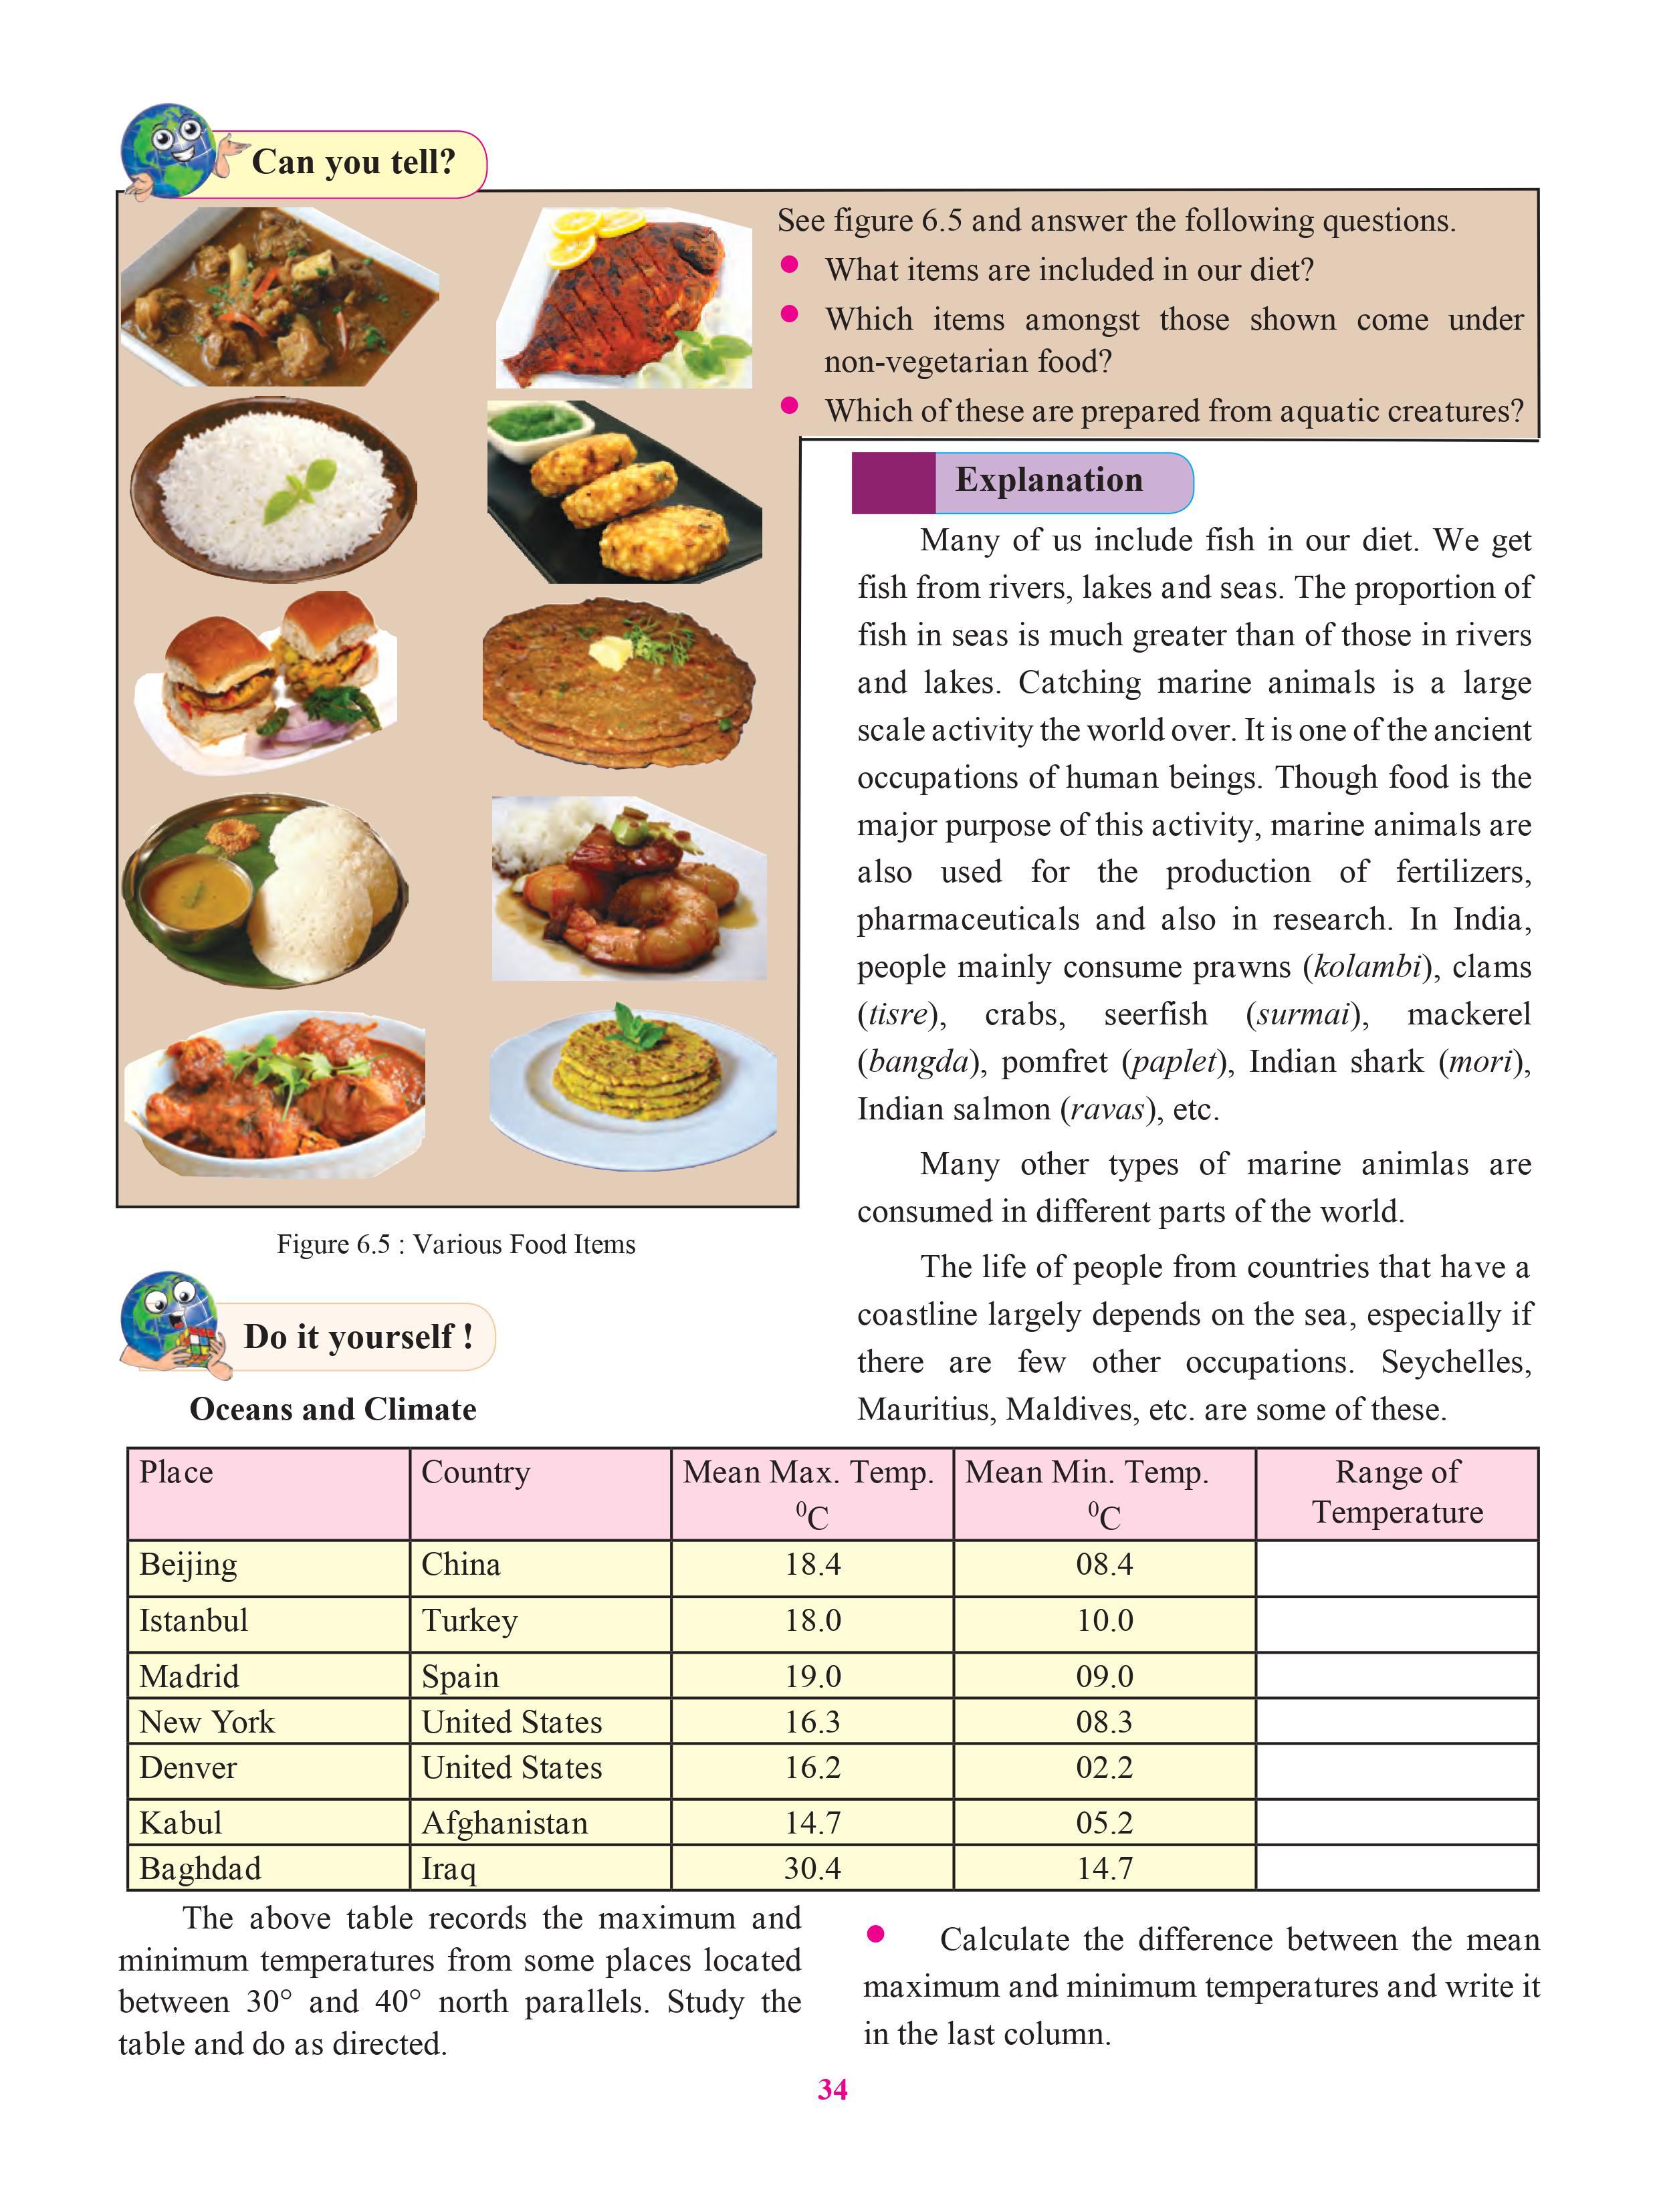 Can you tell?
See figure 6.5 and answer the following questions.
• What items are included in our diet?
• Which items amongst those shown come under
non-vegetarian food?
• Which of these are prepared from aquatic creatures?
Figure 6.5 : Various Food Items
Explanation
Many of us include fish in our diet. We get
fish from rivers, lakes and seas. The proportion of
fish in seas is much greater than of those in rivers
and lakes. Catching marine animals is a large
scale activity the world over. It is one of the ancient
occupations of human beings. Though food is the
major purpose of this activity, marine animals are
also used for the production of fertilizers,
pharmaceuticals and also in research. In India,
people mainly consume prawns (kolambi), clams
(tisre), crabs, seerfish (surmai), mackerel
(bangda), pomfret (paplet), Indian shark (mori),
Indian salmon (ravas), etc.
Many other types of marine animlas are
consumed in different parts of the world.
The life of people from countries that have a
coastline largely depends on the sea, especially if
there are few other occupations. Seychelles,
Mauritius, Maldives, etc. are some of these.
Do it yourself !
Oceans and Climate
Place Country Mean Max. Temp. Mean Min. Temp. Range of
⁰C ⁰C Temperature
Beijing China 18.4 08.4
Istanbul Turkey 18.0 10.0
Madrid Spain 19.0 09.0
New York United States 16.3 08.3
Denver United States 16.2 02.2
Kabul Afghanistan 14.7 05.2
Baghdad Iraq 30.4 14.7
The above table records the maximum and
minimum temperatures from some places located
between 30° and 40° north parallels. Study the
table and do as directed.
• Calculate the difference between the mean
maximum and minimum temperatures and write it
in the last column.
34